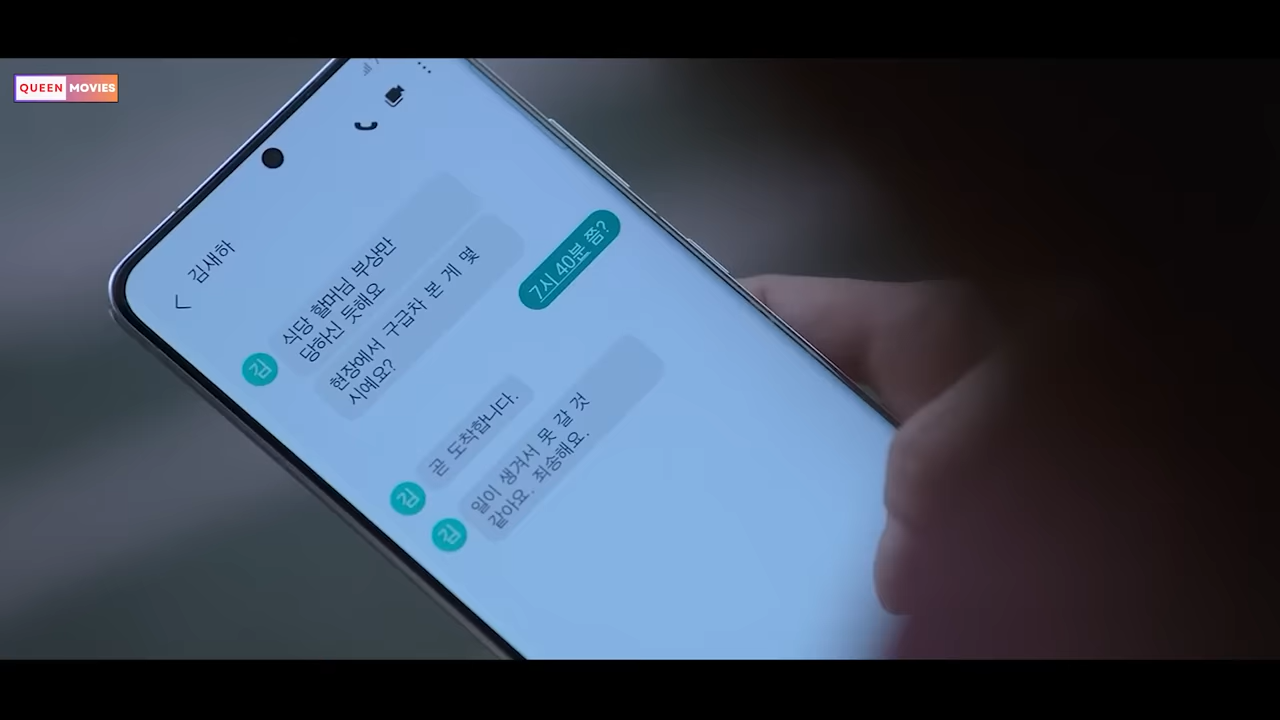 QUEEN MOVIES
김새하
식당 할머님 부상만
당하신 듯해요
현장에서 구급차 본 게 몇
시예요?
7시 40분 쯤?
곧 도착합니다.
일이 생겨서 못 갈 것
같아요. 죄송해요.
김
김
김